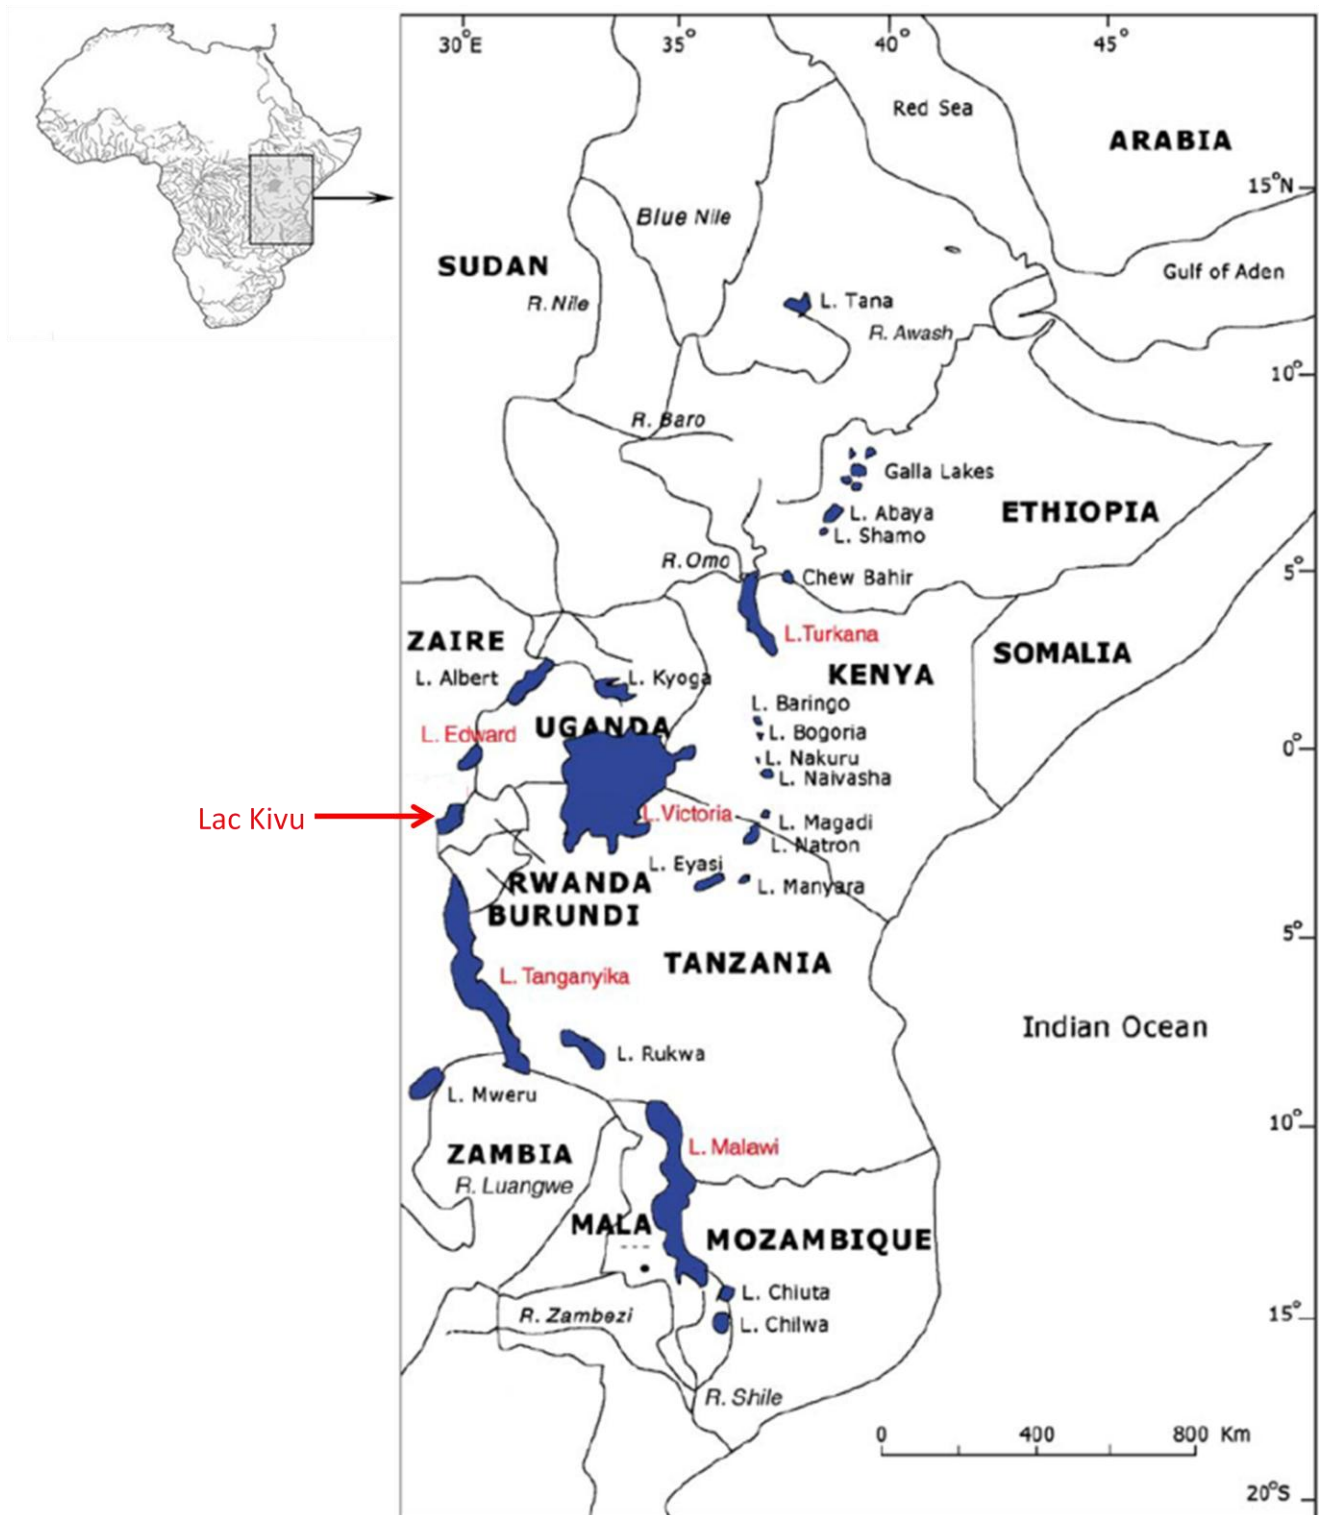 30°E
35°
40°
45°
Red Sea
ARABIA
15°N
Blue Nile
SUDAN
Gulf of Aden
R. Nile
L. Tana
R. Awash
10°
R. Baro
Galla Lakes
ETHIOPIA
L. Abaya
L. Shamo
R. Omo
5°
Chew Bahir
L.Turkana
ZAIRE
SOMALIA
L. Albert
L. Kyoga
KENYA
L. Baringo
L. Edward
UGANDA
L. Bogoria
0°
L. Nakuru
L. Naivasha
Lac Kivu
L.Victoria
L. Magadi
L. Natron
L. Eyasi
RWANDA
L. Manyara
BURUNDI
5°
TANZANIA
L. Tanganyika
Indian Ocean
L. Rukwa
L. Mweru
10°
ZAMBIA
L. Malawi
R. Luangwe
MALA
MOZAMBIQUE
L. Chiuta
R. Zambezi
L. Chilwa
15°
R. Shile
0 400 800 Km
20°S